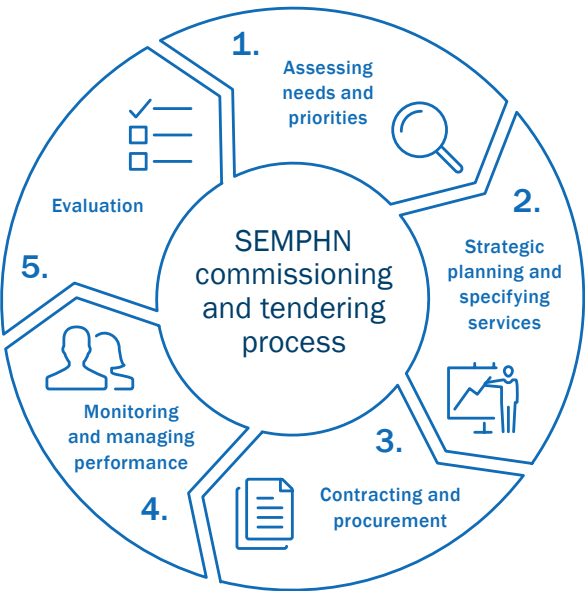 SEMPHN
commissioning
and tendering
process
1.
Assessing
needs and
priorities
2.
Strategic
planning and
specifying
services
3.
Contracting and
procurement
4.
Monitoring
and managing
performance
5.
Evaluation